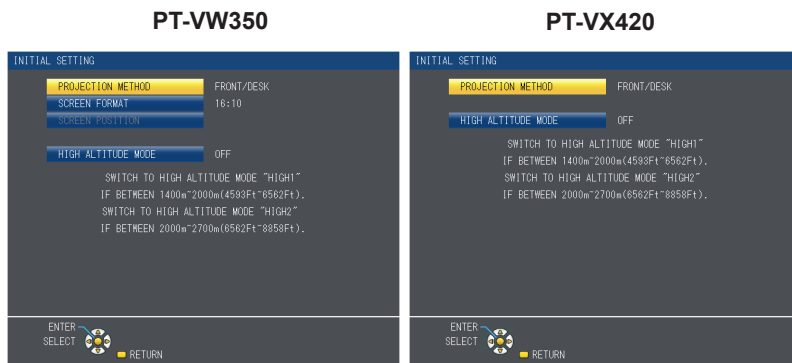 PT-VW350
INITIAL SETTING
PROJECTION METHOD FRONT/DESK
SCREEN FORMAT 16:10
SCREEN POSITION
HIGH ALTITUDE MODE OFF
SWITCH TO HIGH ALTITUDE MODE "HIGH1"
IF BETWEEN 1400m~2000m(4593Ft~6562Ft).
SWITCH TO HIGH ALTITUDE MODE "HIGH2"
IF BETWEEN 2000m~2700m(6562Ft~8858Ft).
ENTER
SELECT
RETURN
PT-VX420
INITIAL SETTING
PROJECTION METHOD FRONT/DESK
HIGH ALTITUDE MODE OFF
SWITCH TO HIGH ALTITUDE MODE "HIGH1"
IF BETWEEN 1400m~2000m(4593Ft~6562Ft).
SWITCH TO HIGH ALTITUDE MODE "HIGH2"
IF BETWEEN 2000m~2700m(6562Ft~8858Ft).
ENTER
SELECT
RETURN